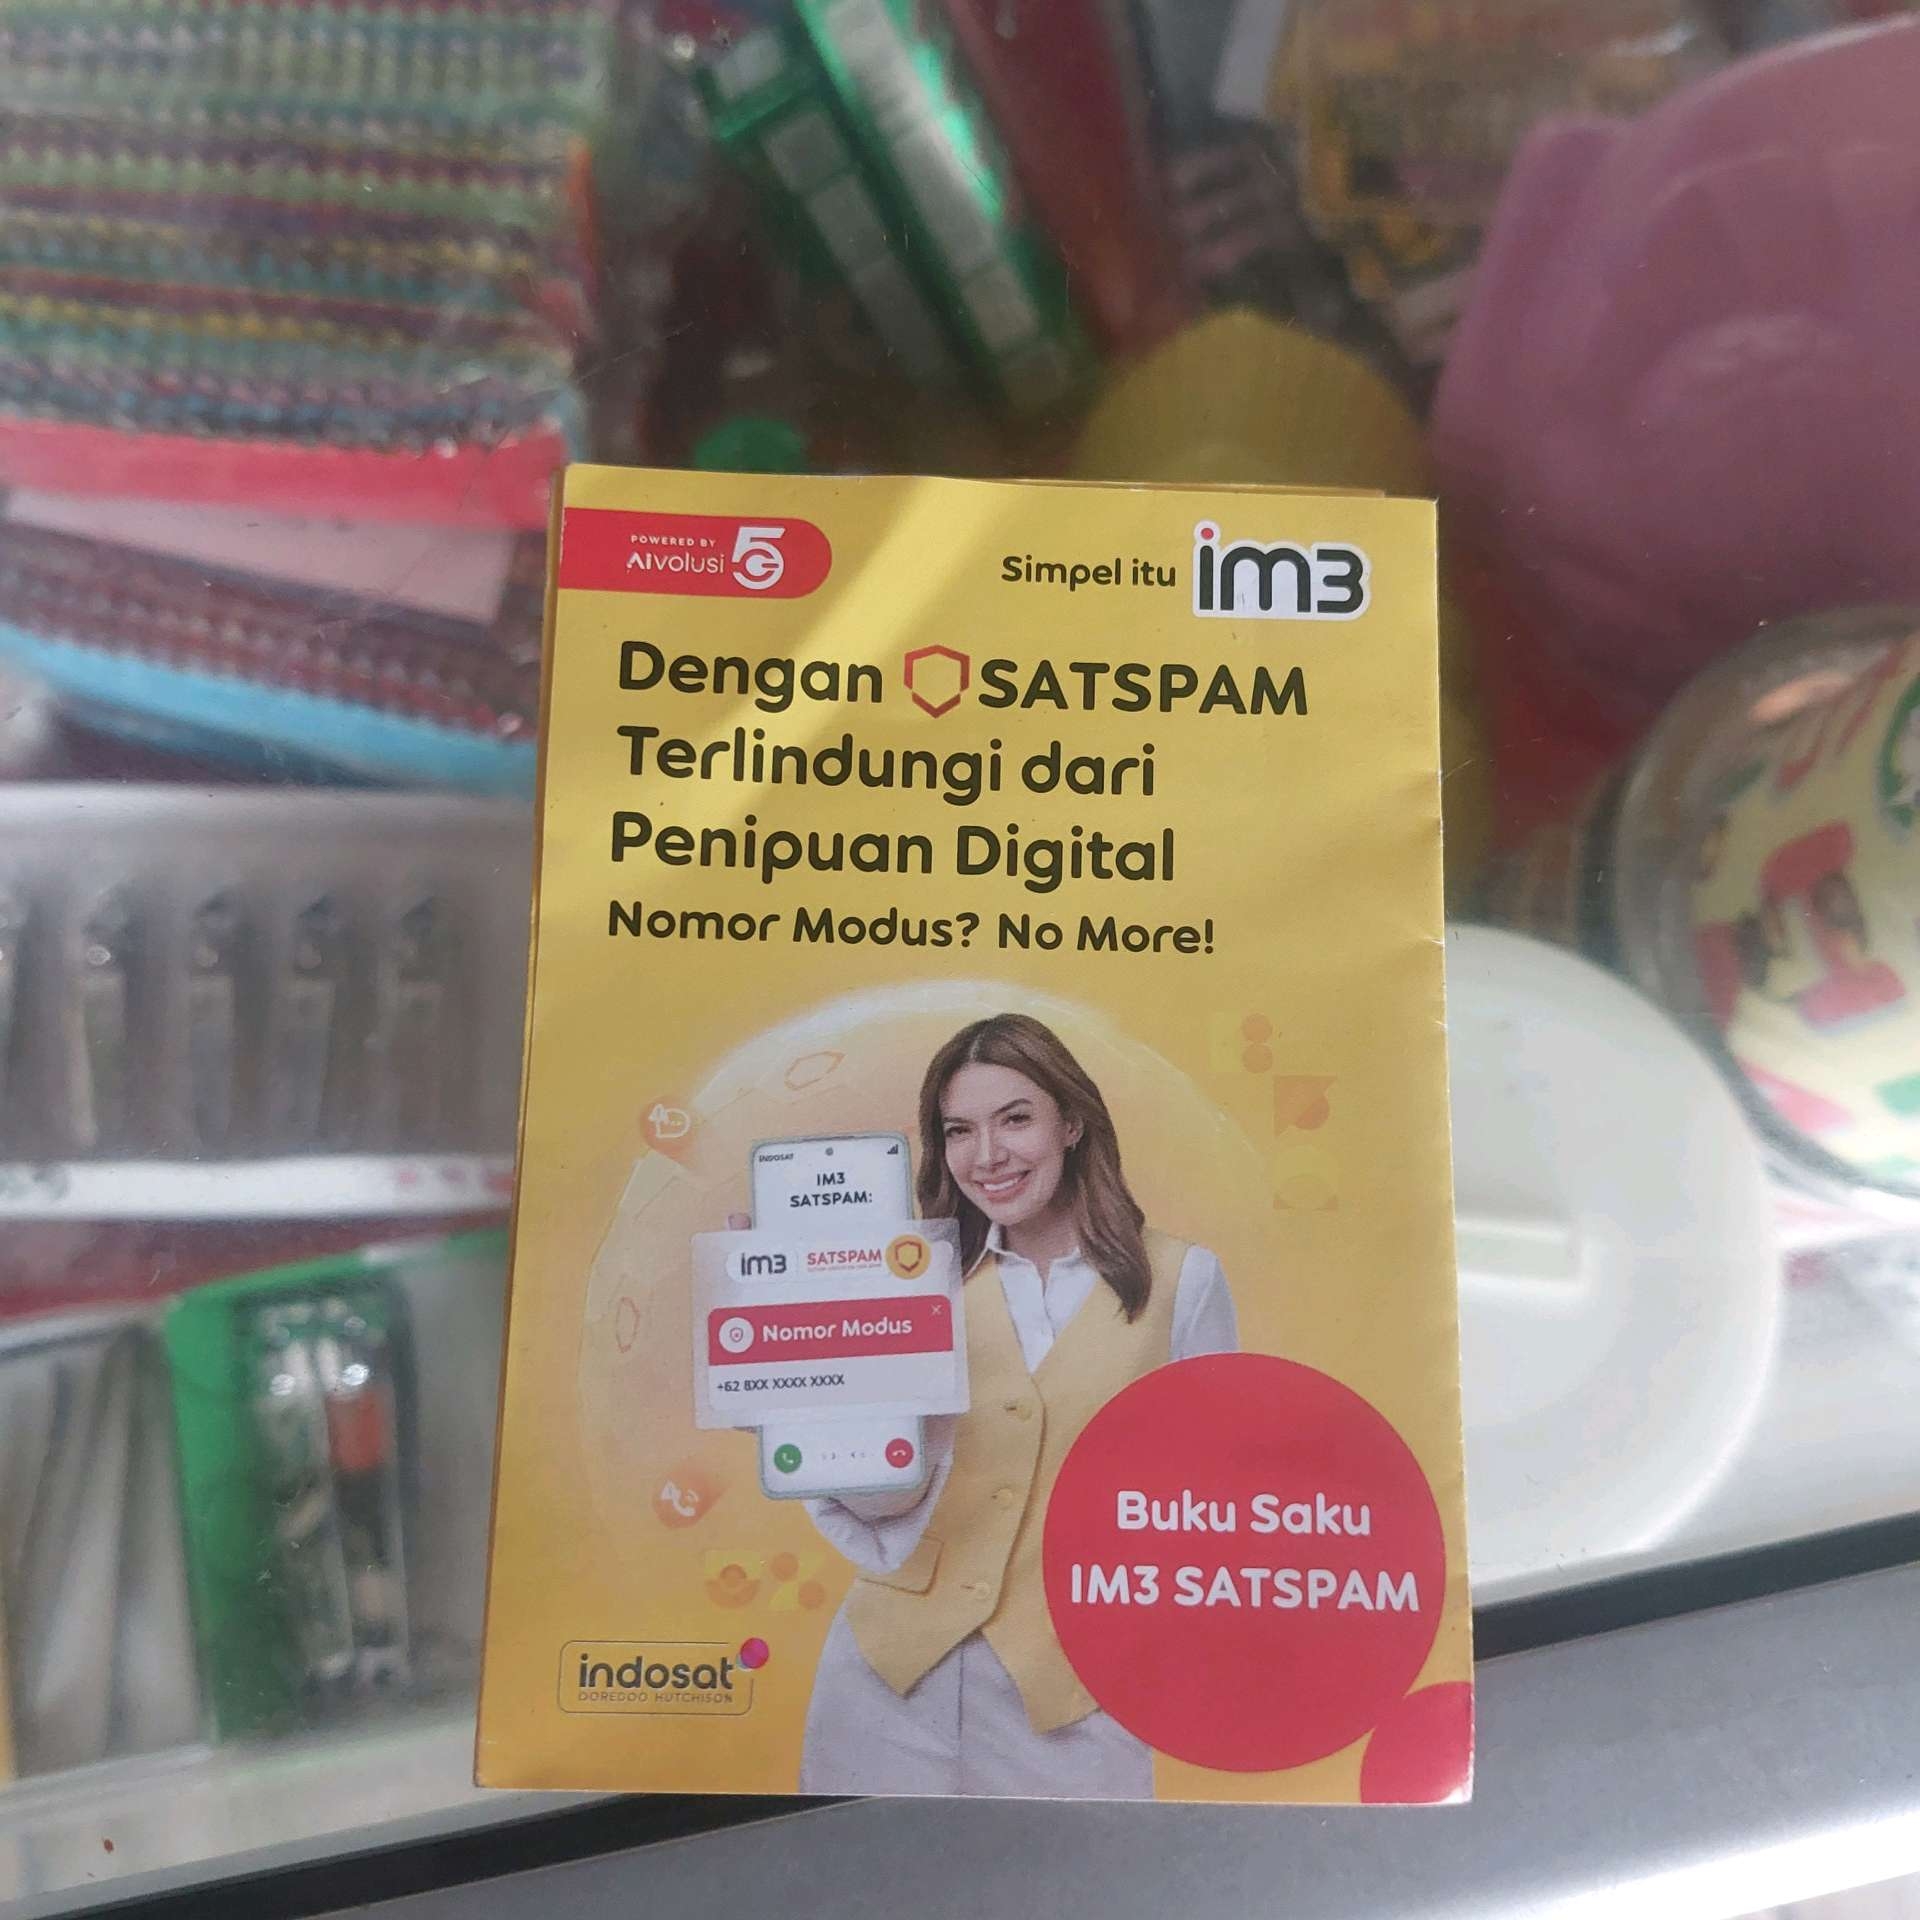 POWERED BY
AIvolusi 5G
Simpel itu im3
Dengan SATSPAM
Terlindungi dari
Penipuan Digital
Nomor Modus? No More!
INDOSAT
IM3
SATSPAM:
im3 SATSPAM
Nomor Modus
+62 8XX XXXX XXXX
Buku Saku
IM3 SATSPAM
indosat
OOREDOO HUTCHISON